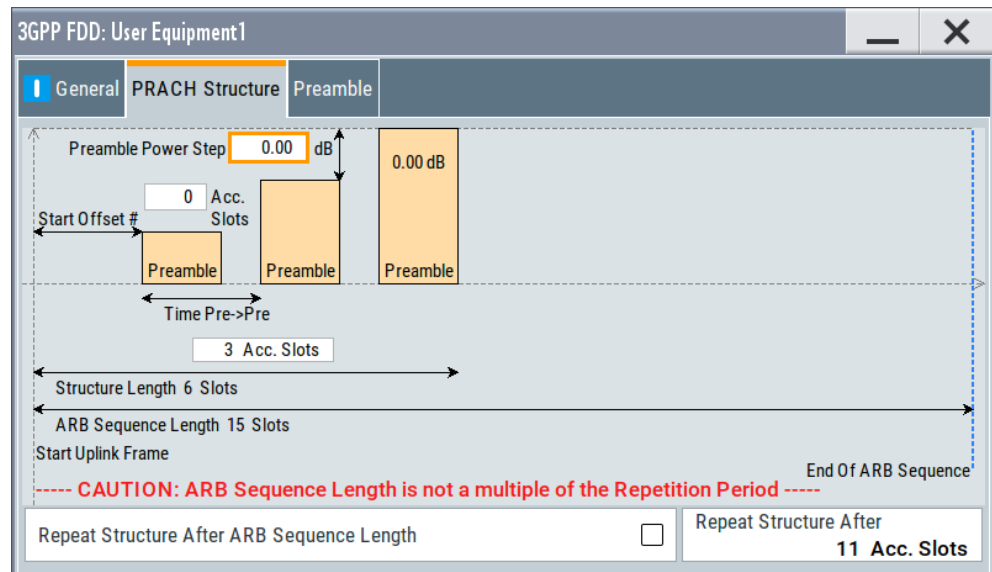 3GPP FDD: User Equipment1
General PRACH Structure Preamble
Preamble Power Step 0.00 dB
0.00 dB
0 Acc.
Start Offset # Slots
Preamble Preamble Preamble
Time Pre->Pre
3 Acc. Slots
Structure Length 6 Slots
ARB Sequence Length 15 Slots
Start Uplink Frame
End Of ARB Sequence
----- CAUTION: ARB Sequence Length is not a multiple of the Repetition Period -----
Repeat Structure After ARB Sequence Length
Repeat Structure After
11 Acc. Slots